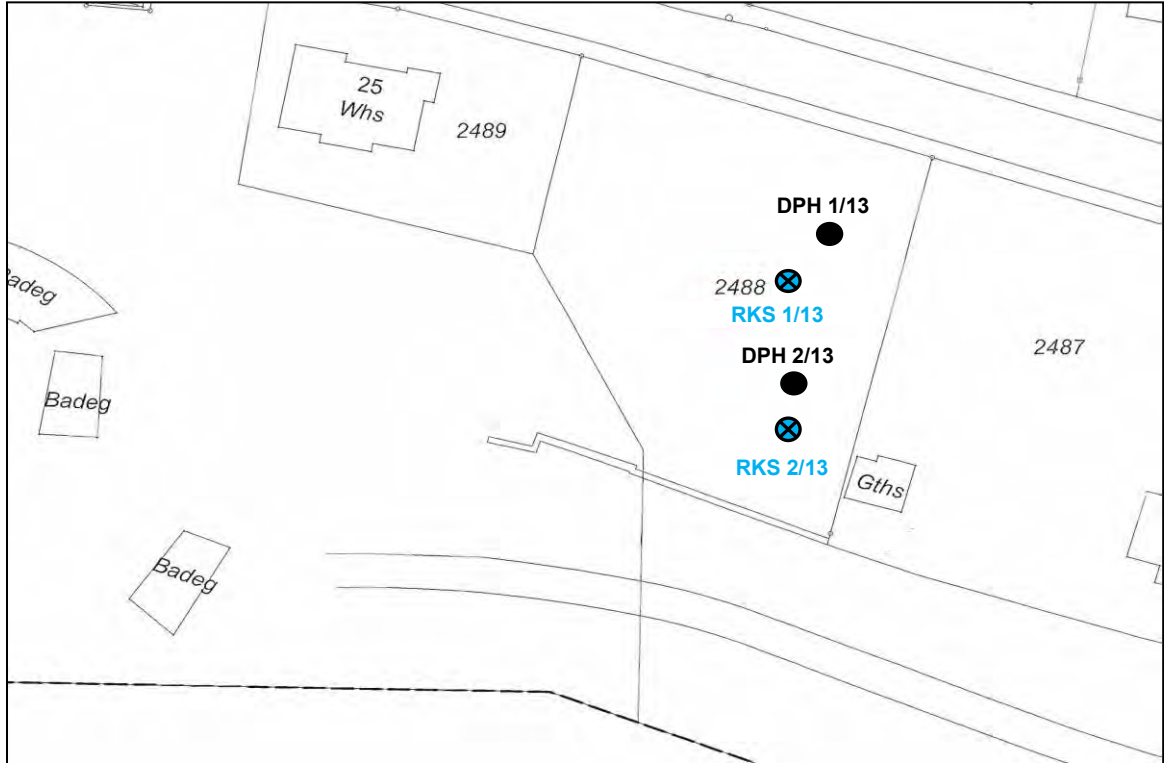 25
Whs
2489
DPH 1/13
2488
RKS 1/13
DPH 2/13
2487
RKS 2/13
Badeg
Badeg
Gths
Badeg